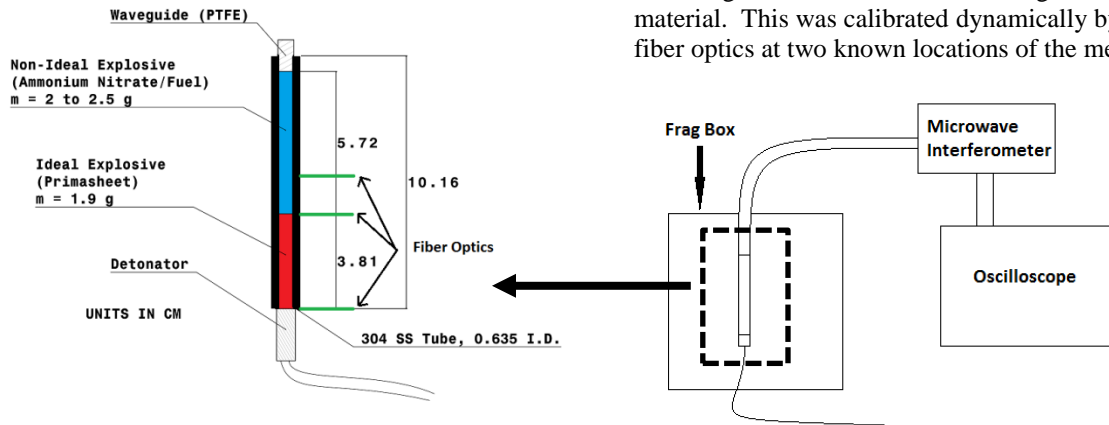 material. This was calibrated dynamically by
fiber optics at two known locations of the me
Waveguide (PTFE)
Non-Ideal Explosive
(Ammonium Nitrate/Fuel)
m = 2 to 2.5 g
Ideal Explosive
(Primasheet)
m = 1.9 g
Detonator
UNITS IN CM
5.72
10.16
Fiber Optics
3.81
304 SS Tube, 0.635 I.D.
Frag Box
Microwave
Interferometer
Oscilloscope